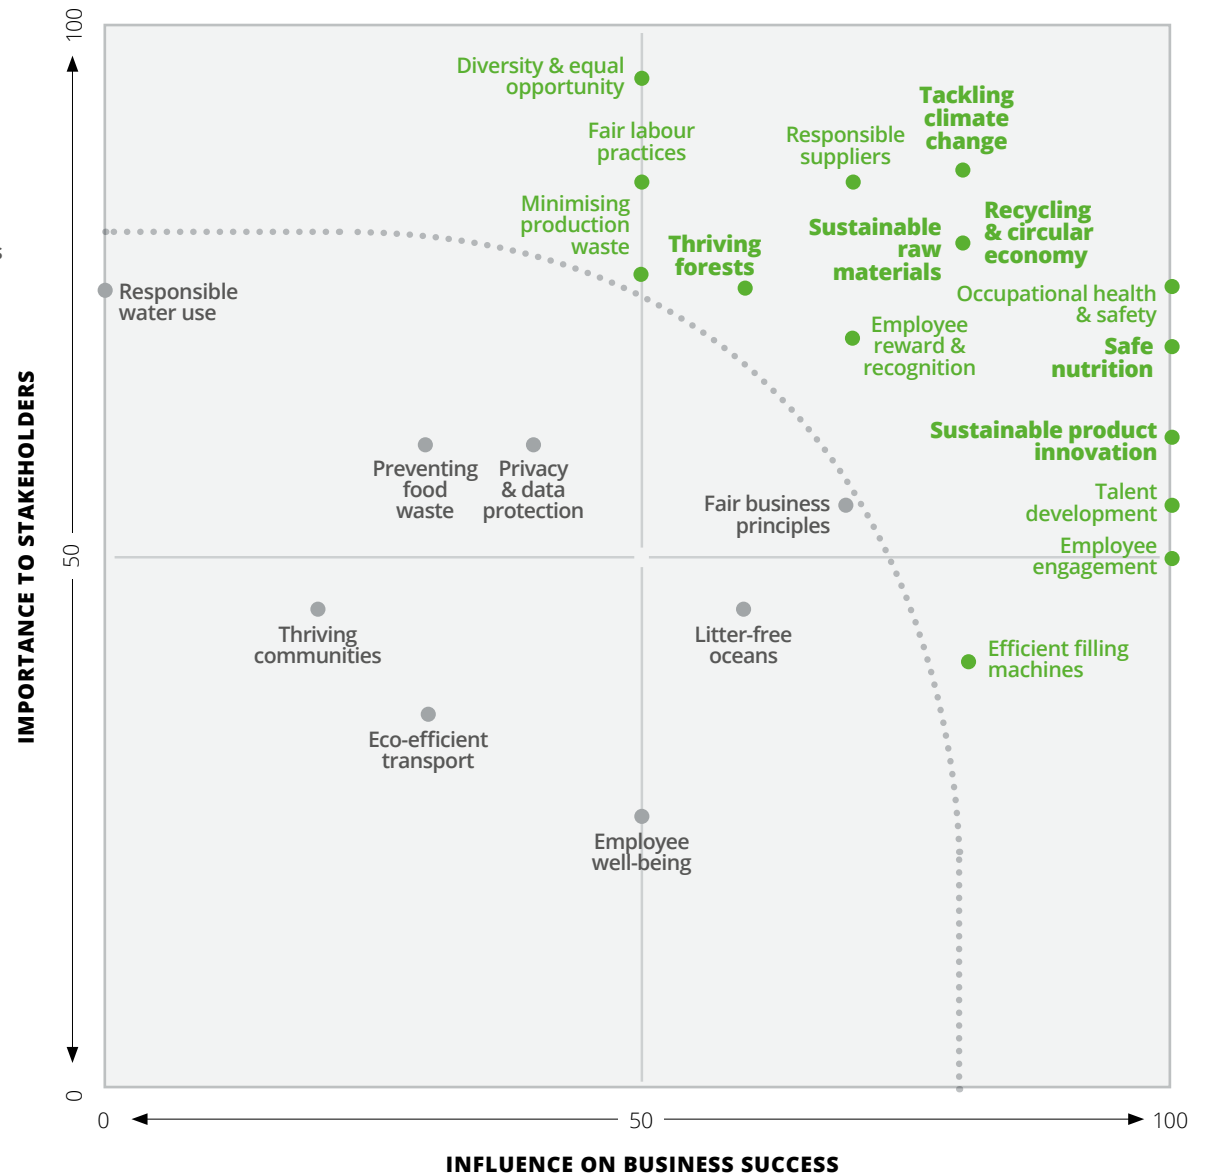 100
Diversity & equal
opportunity
Tackling
climate
change
Fair labour
practices
Responsible
suppliers
Minimising
production
waste
Thriving
forests
Sustainable
raw
materials
Recycling
& circular
economy
s
Responsible
water use
Occupational health
& safety
Employee
reward &
recognition
Safe
nutrition
Sustainable product
innovation
Preventing
food
waste
Privacy
& data
protection
Fair business
principles
Talent
development
50
Employee
engagement
IMPORTANCE TO STAKEHOLDERS
Thriving
communities
Litter-free
oceans
Efficient filling
machines
Eco-efficient
transport
Employee
well-being
0
0
50
100
INFLUENCE ON BUSINESS SUCCESS